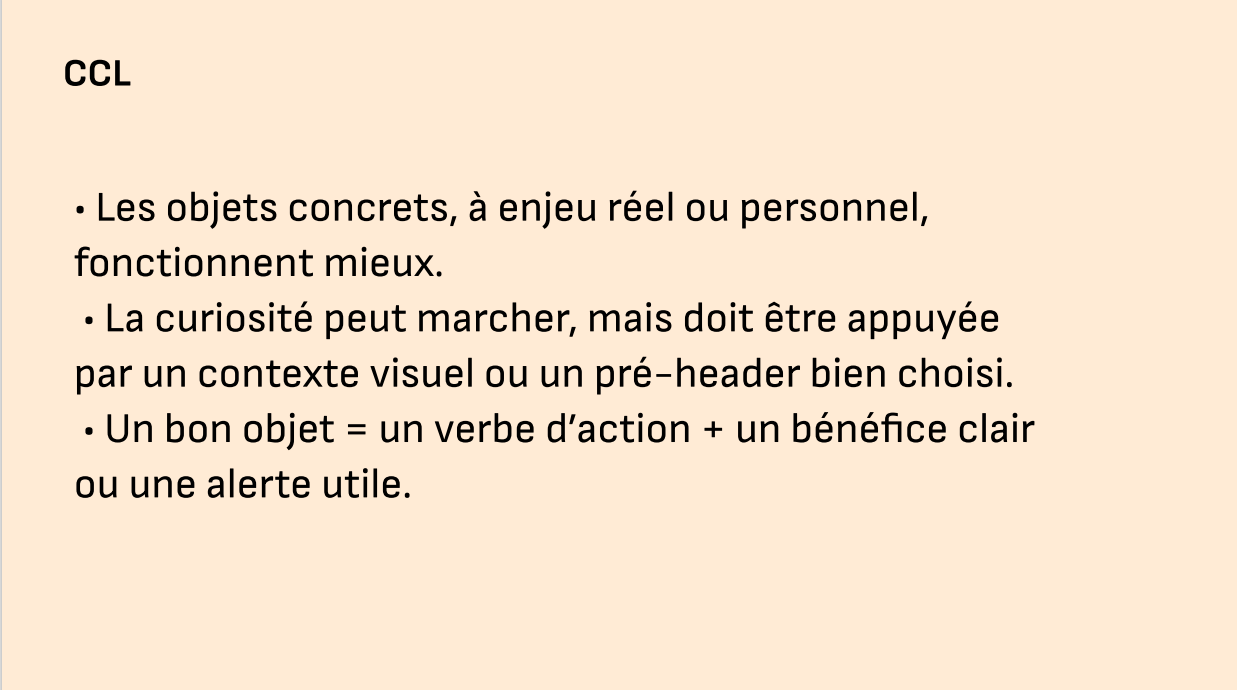 CCL
• Les objets concrets, à enjeu réel ou personnel,
fonctionnent mieux.
• La curiosité peut marcher, mais doit être appuyée
par un contexte visuel ou un pré-header bien choisi.
• Un bon objet = un verbe d’action + un bénéfice clair
ou une alerte utile.